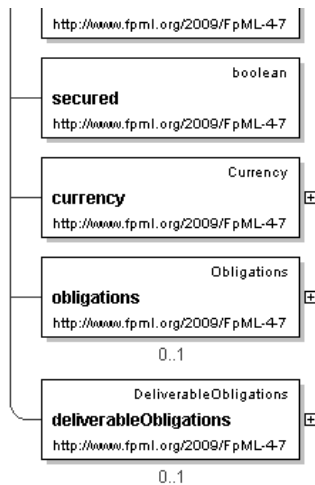 http://www.fpml.org/2009/FpML-4-7
boolean
secured
http://www.fpml.org/2009/FpML-4-7
Currency
currency
http://www.fpml.org/2009/FpML-4-7
Obligations
obligations
http://www.fpml.org/2009/FpML-4-7
0..1
DeliverableObligations
deliverableObligations
http://www.fpml.org/2009/FpML-4-7
0..1